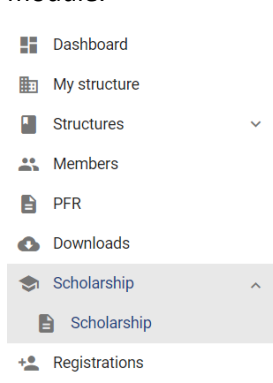 Dashboard
My structure
Structures
Members
PFR
Downloads
Scholarship
Scholarship
Registrations